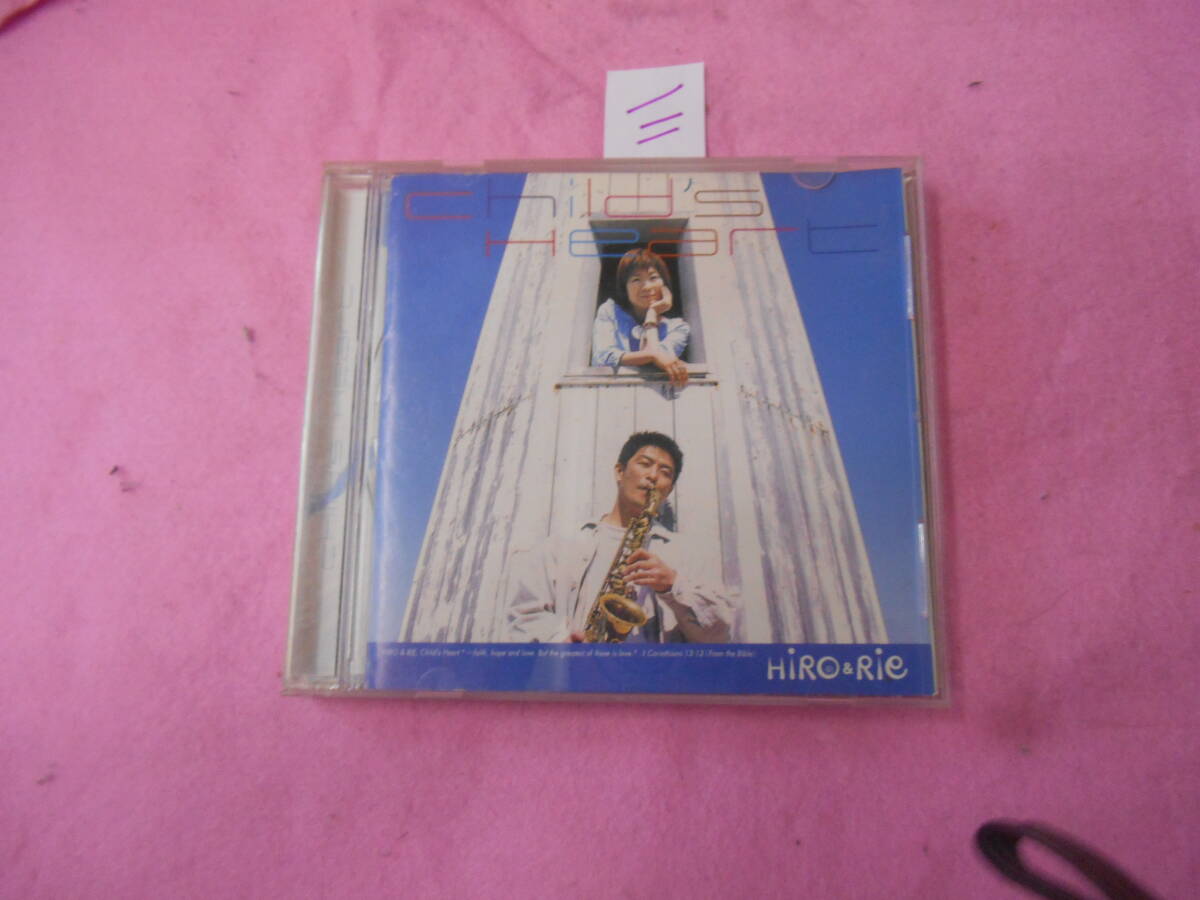 三
child's
Heart
HIRO & RIE, Child's Heart "—faith, hope and love. But the greatest of these is love." 1 Corinthians 13:13 (From the Bible)
HiRO & RiE